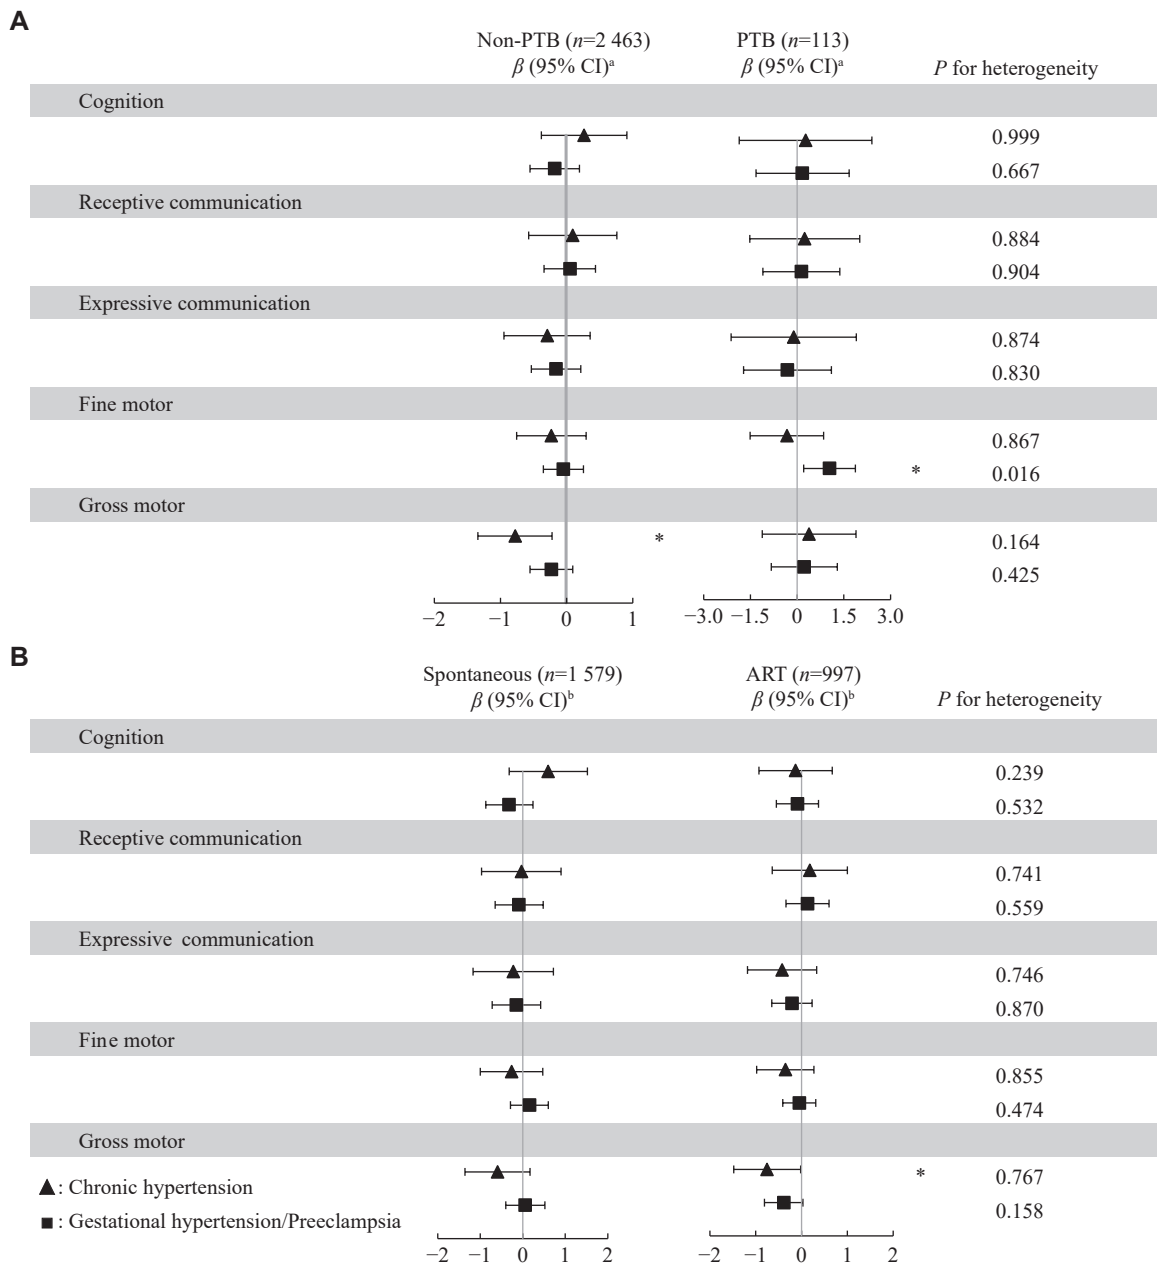 A
Non-PTB (n=2 463) PTB (n=113)
β (95% CI)ᵃ β (95% CI)ᵃ P for heterogeneity
Cognition
0.999
0.667
Receptive communication
0.884
0.904
Expressive communication
0.874
0.830
Fine motor
0.867
* 0.016
Gross motor
* 0.164
0.425
−2 −1 0 1 −3.0 −1.5 0 1.5 3.0
B
Spontaneous (n=1 579) ART (n=997)
β (95% CI)ᵇ β (95% CI)ᵇ P for heterogeneity
Cognition
0.239
0.532
Receptive communication
0.741
0.559
Expressive communication
0.746
0.870
Fine motor
0.855
0.474
Gross motor
* 0.767
▲: Chronic hypertension
0.158
■: Gestational hypertension/Preeclampsia
−2 −1 0 1 2 −2 −1 0 1 2